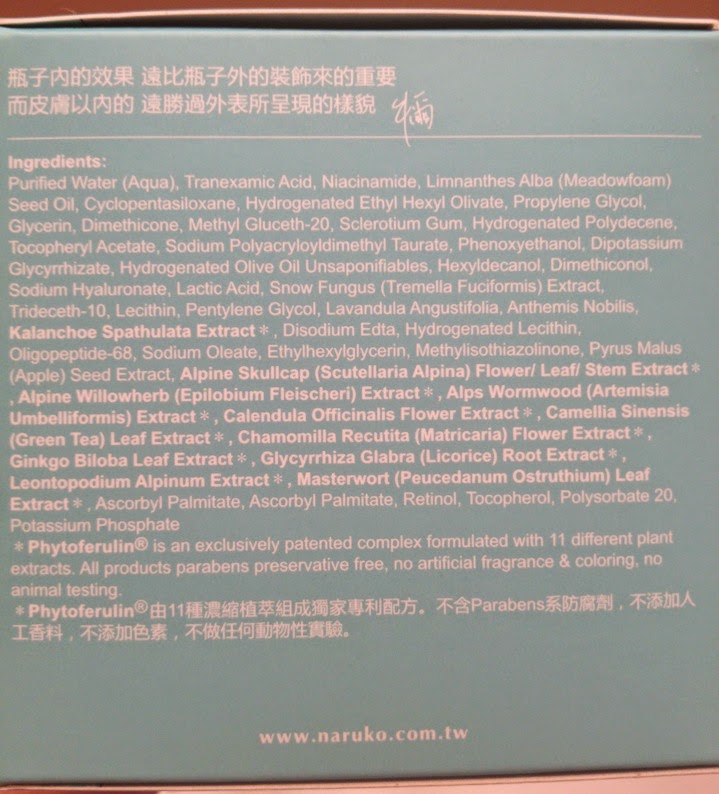 瓶子內的效果 遠比瓶子外的裝飾來的重要
而皮膚以內的 遠勝過外表所呈現的樣貌
Ingredients:
Purified Water (Aqua), Tranexamic Acid, Niacinamide, Limnanthes Alba (Meadowfoam)
Seed Oil, Cyclopentasiloxane, Hydrogenated Ethyl Hexyl Olivate, Propylene Glycol,
Glycerin, Dimethicone, Methyl Gluceth-20, Sclerotium Gum, Hydrogenated Polydecene,
Tocopheryl Acetate, Sodium Polyacryloyldimethyl Taurate, Phenoxyethanol, Dipotassium
Glycyrrhizate, Hydrogenated Olive Oil Unsaponifiables, Hexyldecanol, Dimethiconol,
Sodium Hyaluronate, Lactic Acid, Snow Fungus (Tremella Fuciformis) Extract,
Trideceth-10, Lecithin, Pentylene Glycol, Lavandula Angustifolia, Anthemis Nobilis,
Kalanchoe Spathulata Extract＊, Disodium Edta, Hydrogenated Lecithin,
Oligopeptide-68, Sodium Oleate, Ethylhexylglycerin, Methylisothiazolinone, Pyrus Malus
(Apple) Seed Extract, Alpine Skullcap (Scutellaria Alpina) Flower/ Leaf/ Stem Extract＊
, Alpine Willowherb (Epilobium Fleischeri) Extract＊, Alps Wormwood (Artemisia
Umbelliformis) Extract＊, Calendula Officinalis Flower Extract＊, Camellia Sinensis
(Green Tea) Leaf Extract＊, Chamomilla Recutita (Matricaria) Flower Extract＊,
Ginkgo Biloba Leaf Extract＊, Glycyrrhiza Glabra (Licorice) Root Extract＊,
Leontopodium Alpinum Extract＊, Masterwort (Peucedanum Ostruthium) Leaf
Extract＊, Ascorbyl Palmitate, Ascorbyl Palmitate, Retinol, Tocopherol, Polysorbate 20,
Potassium Phosphate
＊Phytoferulin® is an exclusively patented complex formulated with 11 different plant
extracts. All products parabens preservative free, no artificial fragrance & coloring, no
animal testing.
＊Phytoferulin®由11種濃縮植萃組成獨家專利配方。不含Parabens系防腐劑，不添加人
工香料，不添加色素，不做任何動物性實驗。
www.naruko.com.tw